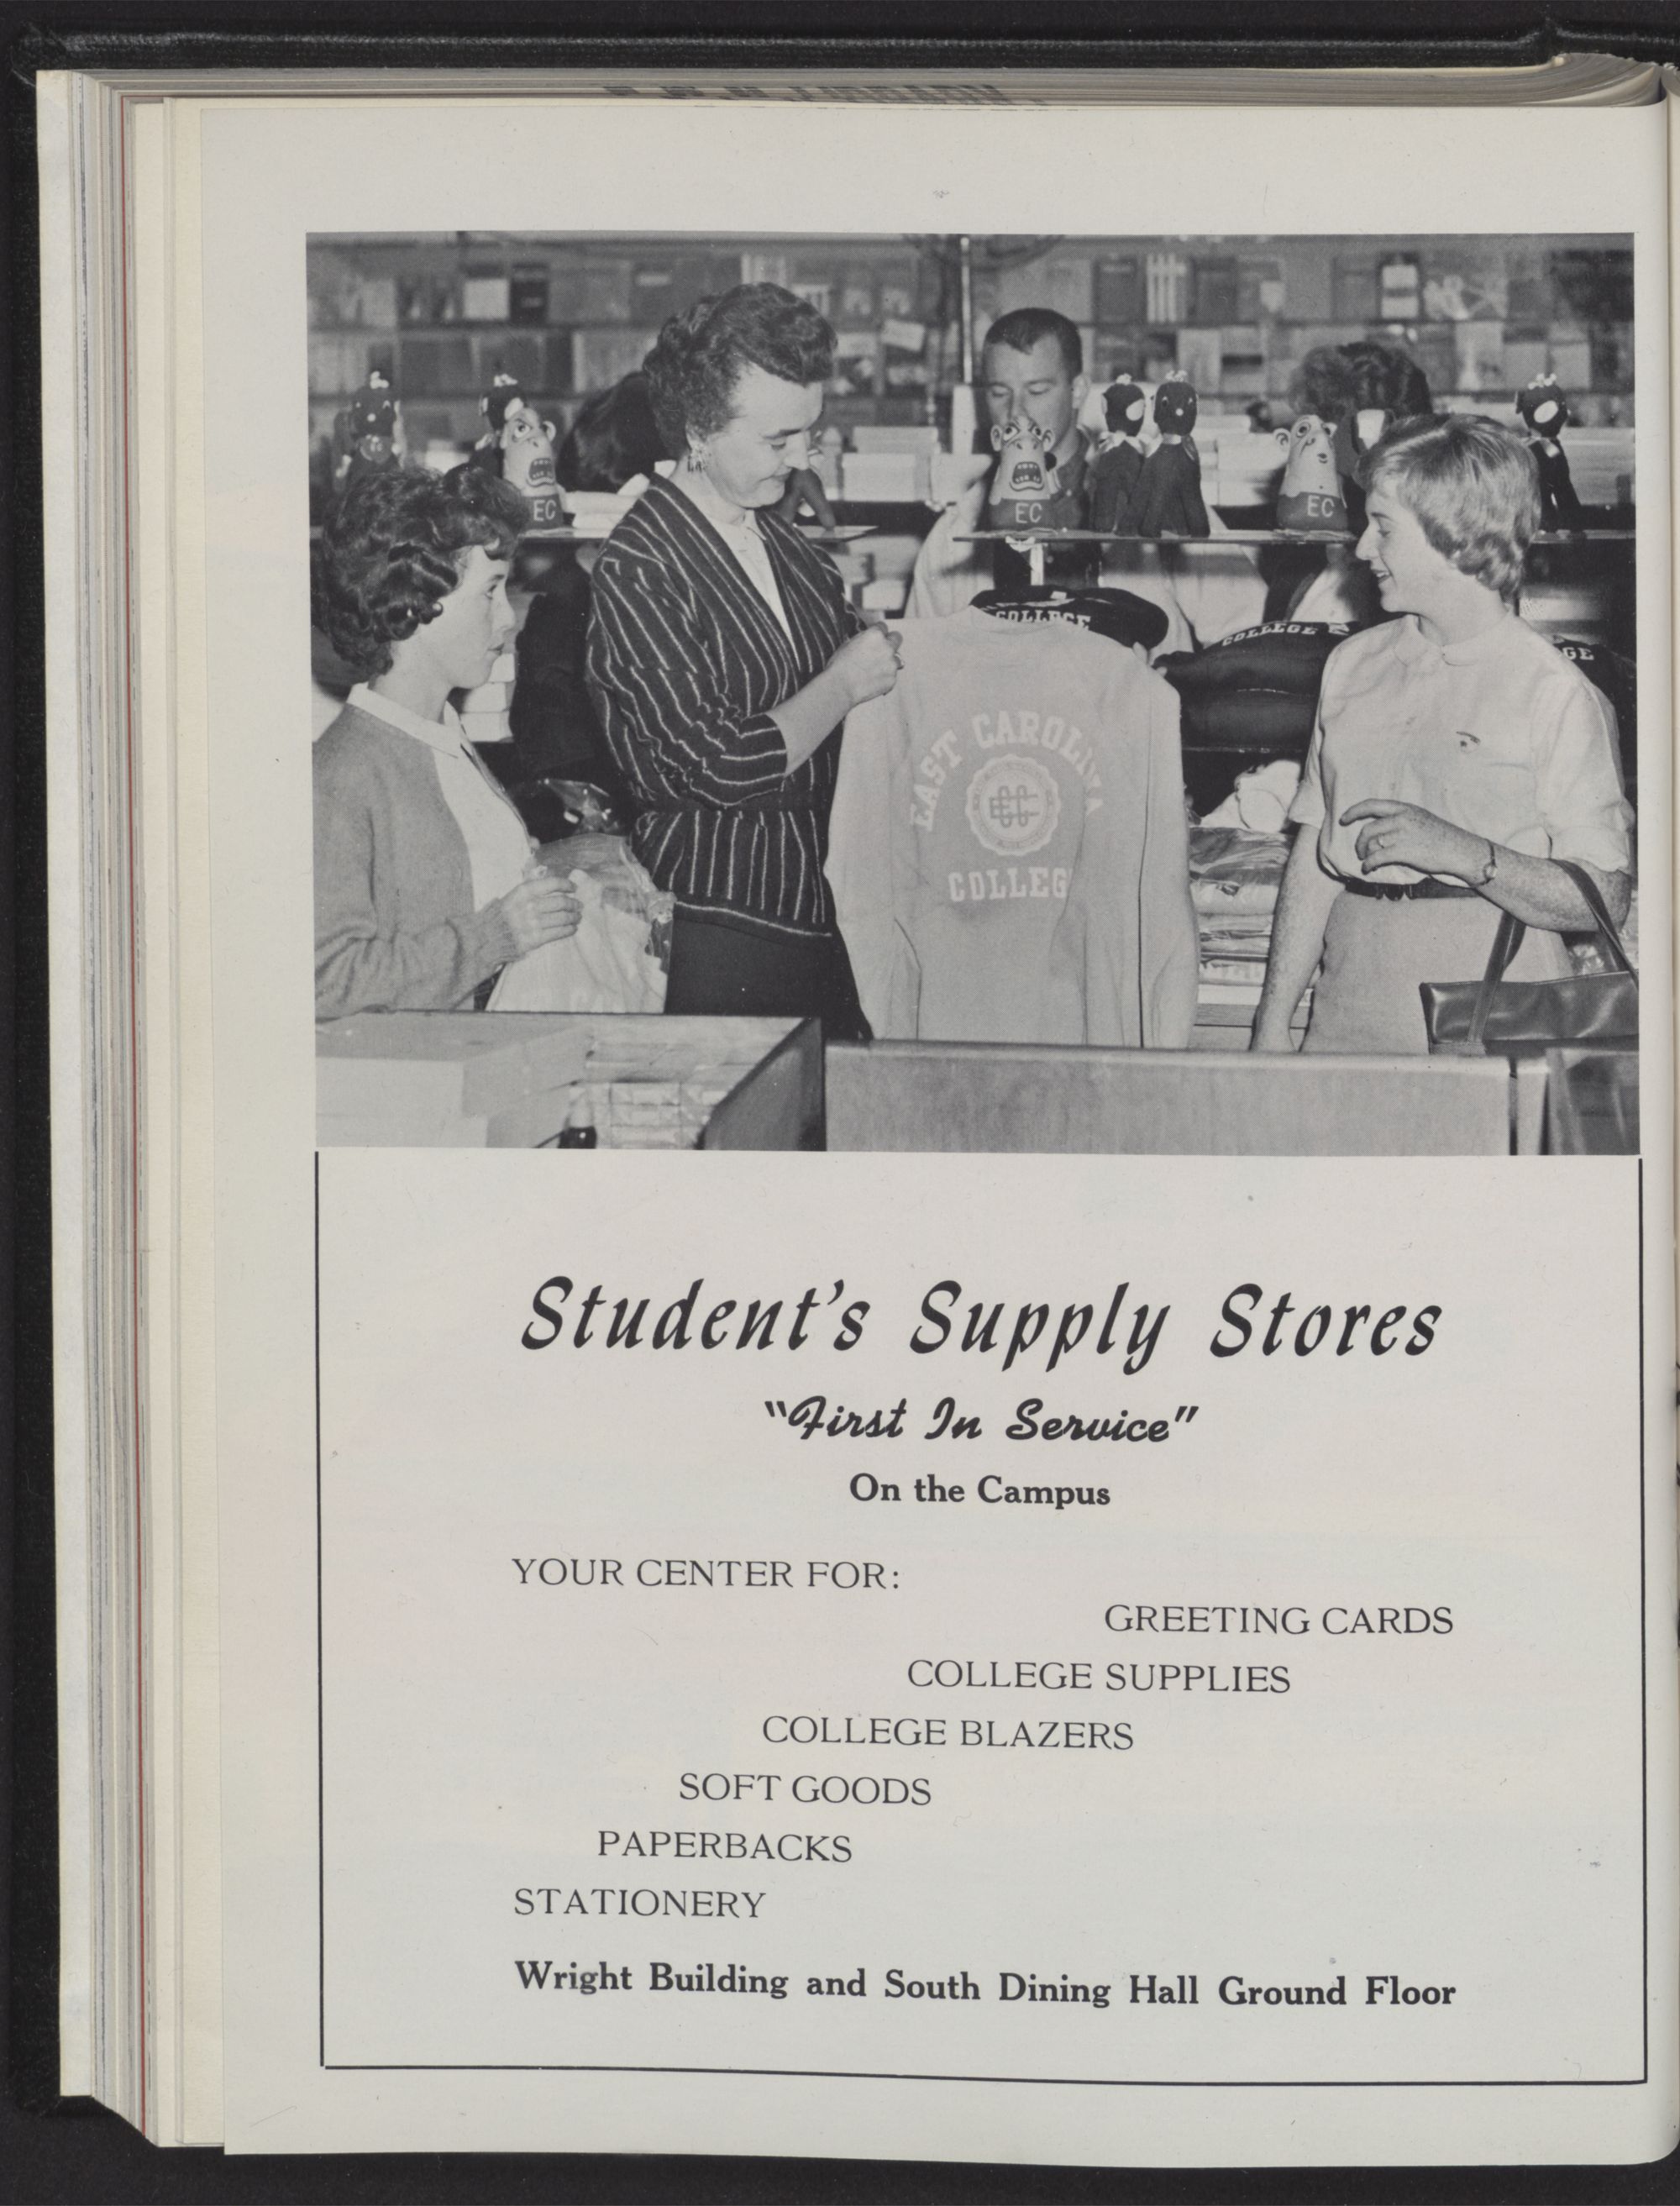 EC
EC
EC
COLLEGE
COLLEGE
GE
EAST CAROLINA
ECC
COLLEG
Student's Supply Stores
"First In Service"
On the Campus
YOUR CENTER FOR:
GREETING CARDS
COLLEGE SUPPLIES
COLLEGE BLAZERS
SOFT GOODS
PAPERBACKS
STATIONERY
Wright Building and South Dining Hall Ground Floor